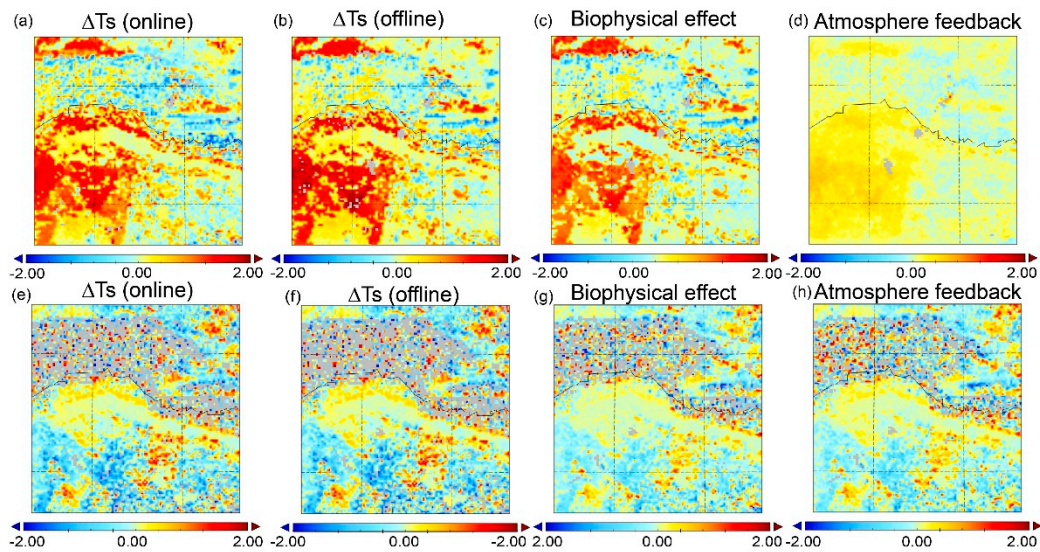 (a) ΔTs (online) (b) ΔTs (offline) (c) Biophysical effect (d) Atmosphere feedback
-2.00 0.00 2.00 -2.00 0.00 2.00 -2.00 0.00 2.00 -2.00 0.00 2.00
(e) ΔTs (online) (f) ΔTs (offline) (g) Biophysical effect (h) Atmosphere feedback
-2.00 0.00 2.00 -2.00 0.00 -2.00 2.00 0.00 2.00 -2.00 0.00 2.00